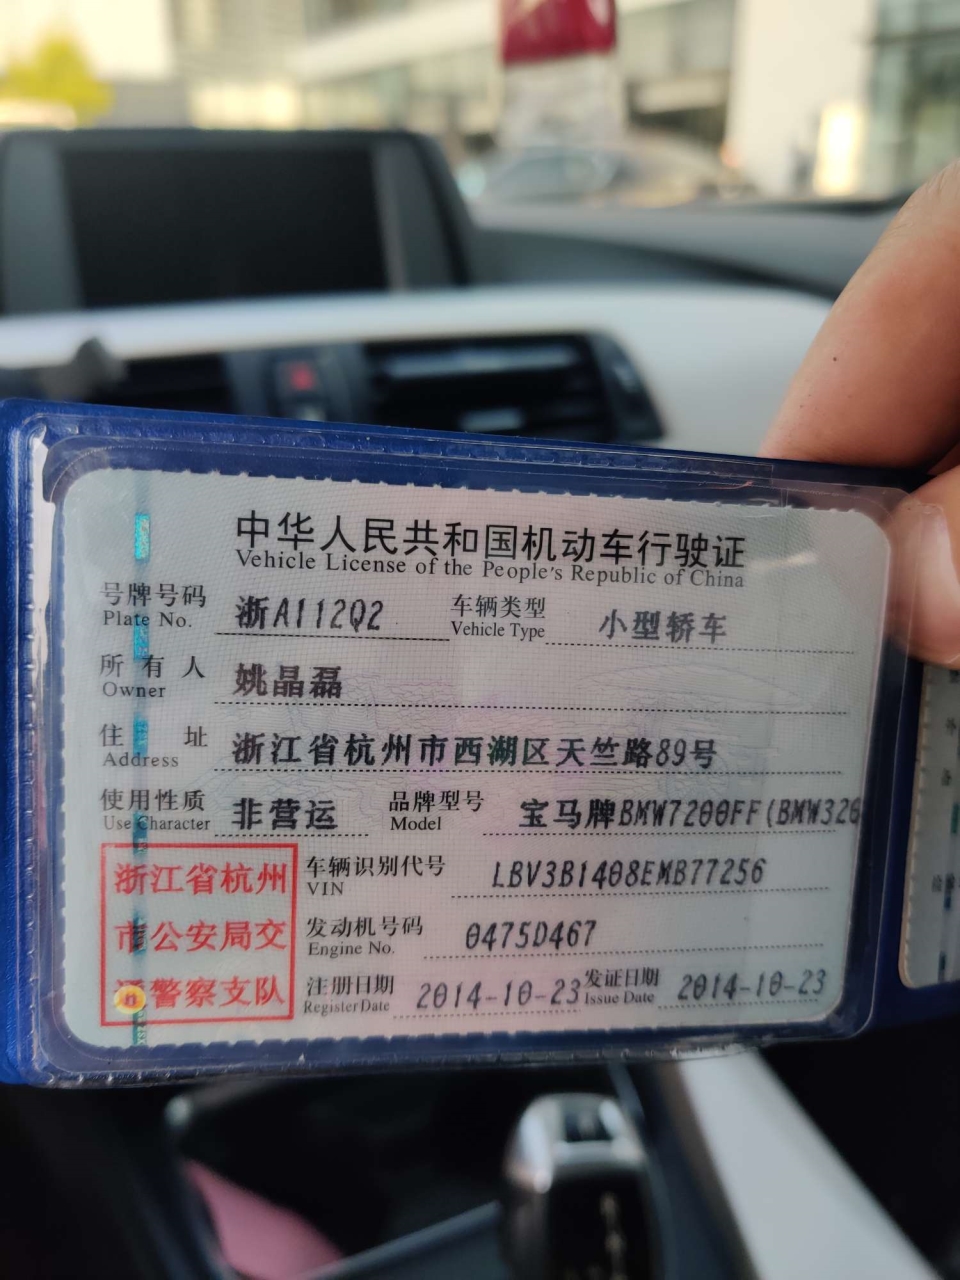 中华人民共和国机动车行驶证
Vehicle License of the People's Republic of China
号牌号码 浙A112Q2 车辆类型 小型轿车
Plate No. Vehicle Type
所有人 姚晶磊
Owner
住址 浙江省杭州市西湖区天竺路89号
Address
使用性质 非营运 品牌型号 宝马牌BMW7200FF(BMW326
Use Character Model
浙江省杭州 车辆识别代号 LBV3B1408EMB77256
VIN
市公安局交 发动机号码 0475D467
Engine No.
警察支队 注册日期 2014-10-23 发证日期 2014-10-23
Register Date Issue Date